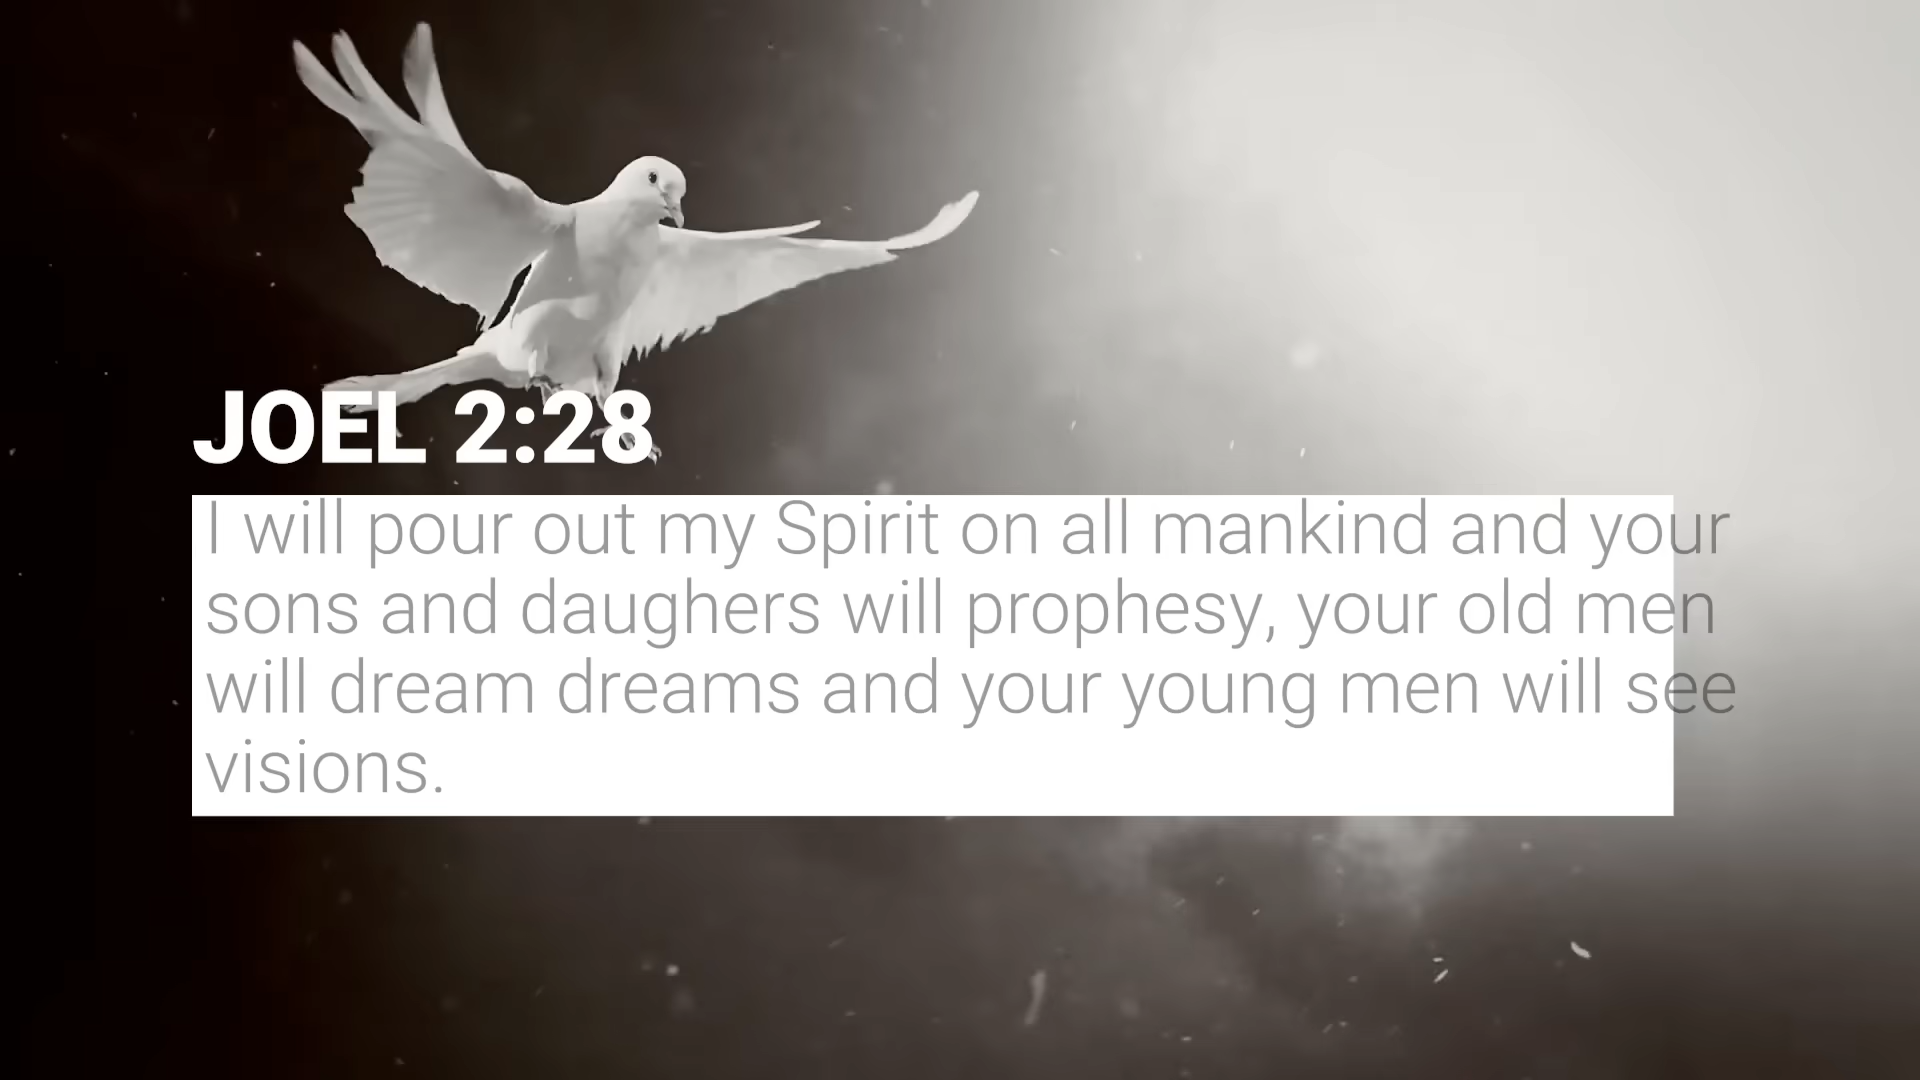 JOEL 2:28
I will pour out my Spirit on all mankind and your
sons and daughers will prophesy, your old men
will dream dreams and your young men will see
visions.